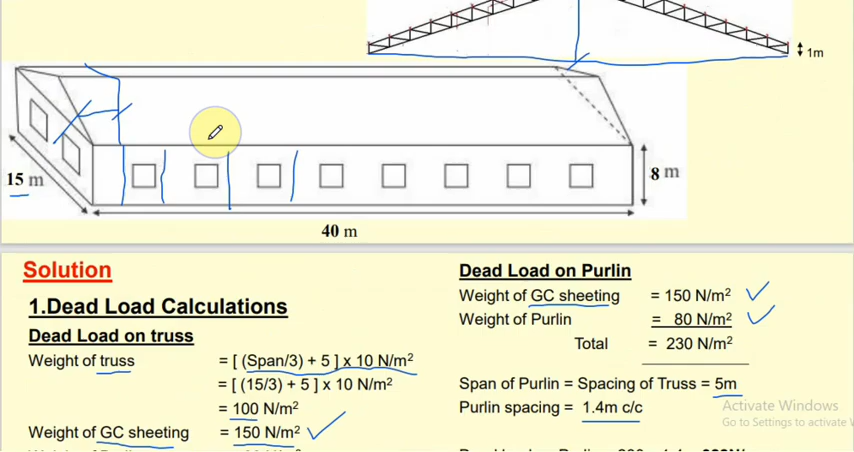 1m
15 m
8 m
40 m
Solution
1.Dead Load Calculations
Dead Load on truss
Weight of truss = [ (Span/3) + 5 ] x 10 N/m²
= [ (15/3) + 5 ] x 10 N/m²
= 100 N/m²
Weight of GC sheeting = 150 N/m²
Dead Load on Purlin
Weight of GC sheeting = 150 N/m²
Weight of Purlin = 80 N/m²
Total = 230 N/m²
Span of Purlin = Spacing of Truss = 5m
Purlin spacing = 1.4m c/c
Activate Windows
Go to Settings to activate